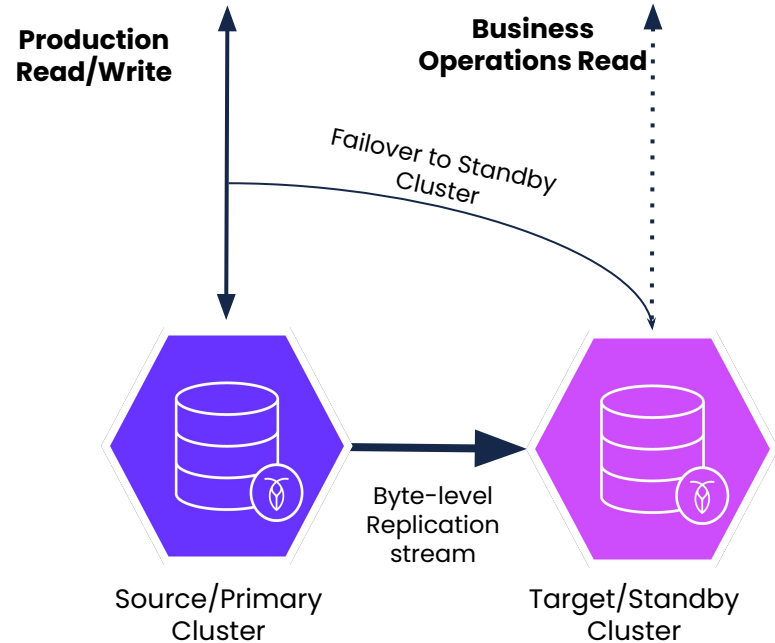 Production
Read/Write
Business
Operations Read
Failover to Standby
Cluster
Byte-level
Replication
stream
Source/Primary
Cluster
Target/Standby
Cluster